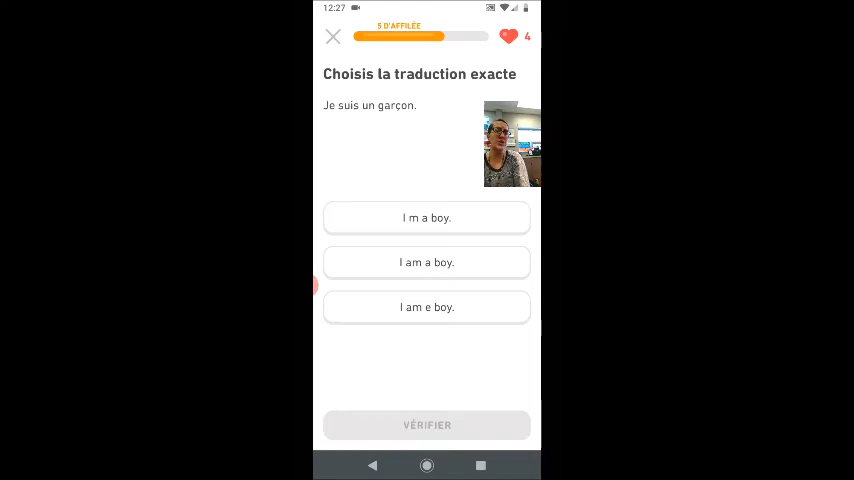 12:27
5 D'AFFILÉE
4
Choisis la traduction exacte
Je suis un garçon.
I m a boy.
I am a boy.
I am e boy.
VÉRIFIER